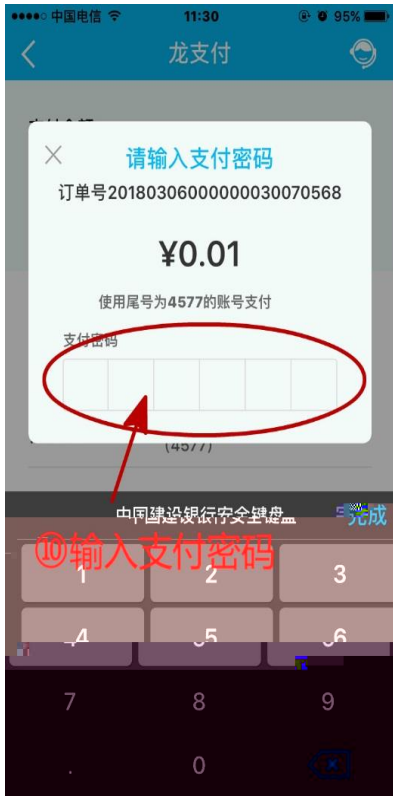 中国电信 11:30 95%
龙支付
请输入支付密码
订单号20180306000000030070568
¥0.01
使用尾号为4577的账号支付
支付密码
(4577)
中国建设银行安全键盘 完成
⑩输入支付密码
1 2 3
4 5 6
7 8 9
. 0